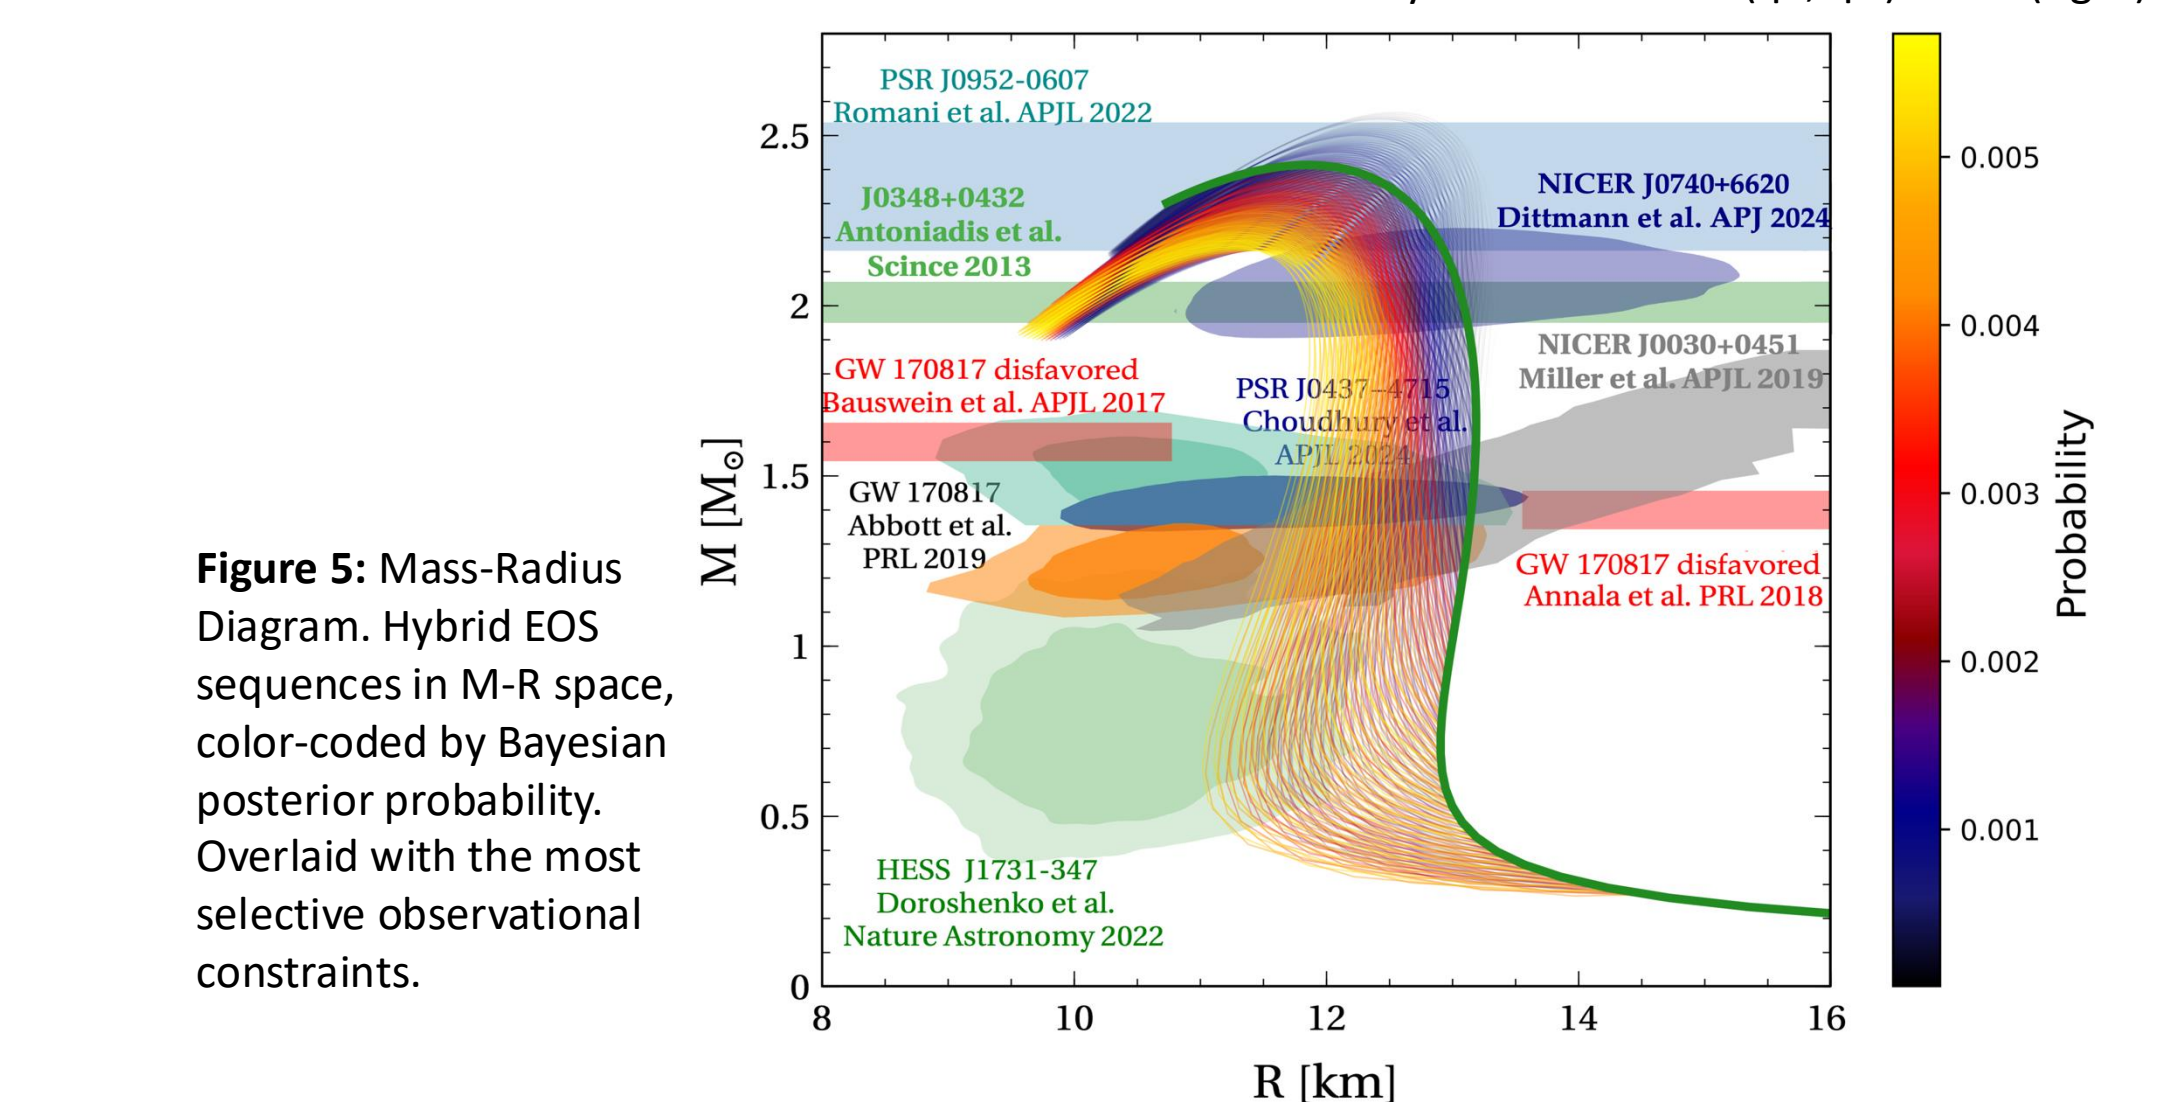 Figure 5: Mass-Radius
Diagram. Hybrid EOS
sequences in M-R space,
color-coded by Bayesian
posterior probability.
Overlaid with the most
selective observational
constraints.
M [M⊙]
2.5
2
1.5
1
0.5
0
8
10
12
14
16
R [km]
PSR J0952-0607
Romani et al. APJL 2022
J0348+0432
Antoniadis et al.
Scince 2013
NICER J0740+6620
Dittmann et al. APJ 2024
GW 170817 disfavored
Bauswein et al. APJL 2017
PSR J0437-4715
Choudhury et al.
APJL 2024
NICER J0030+0451
Miller et al. APJL 2019
GW 170817
Abbott et al.
PRL 2019
GW 170817 disfavored
Annala et al. PRL 2018
HESS J1731-347
Doroshenko et al.
Nature Astronomy 2022
0.005
0.004
0.003
0.002
0.001
Probability